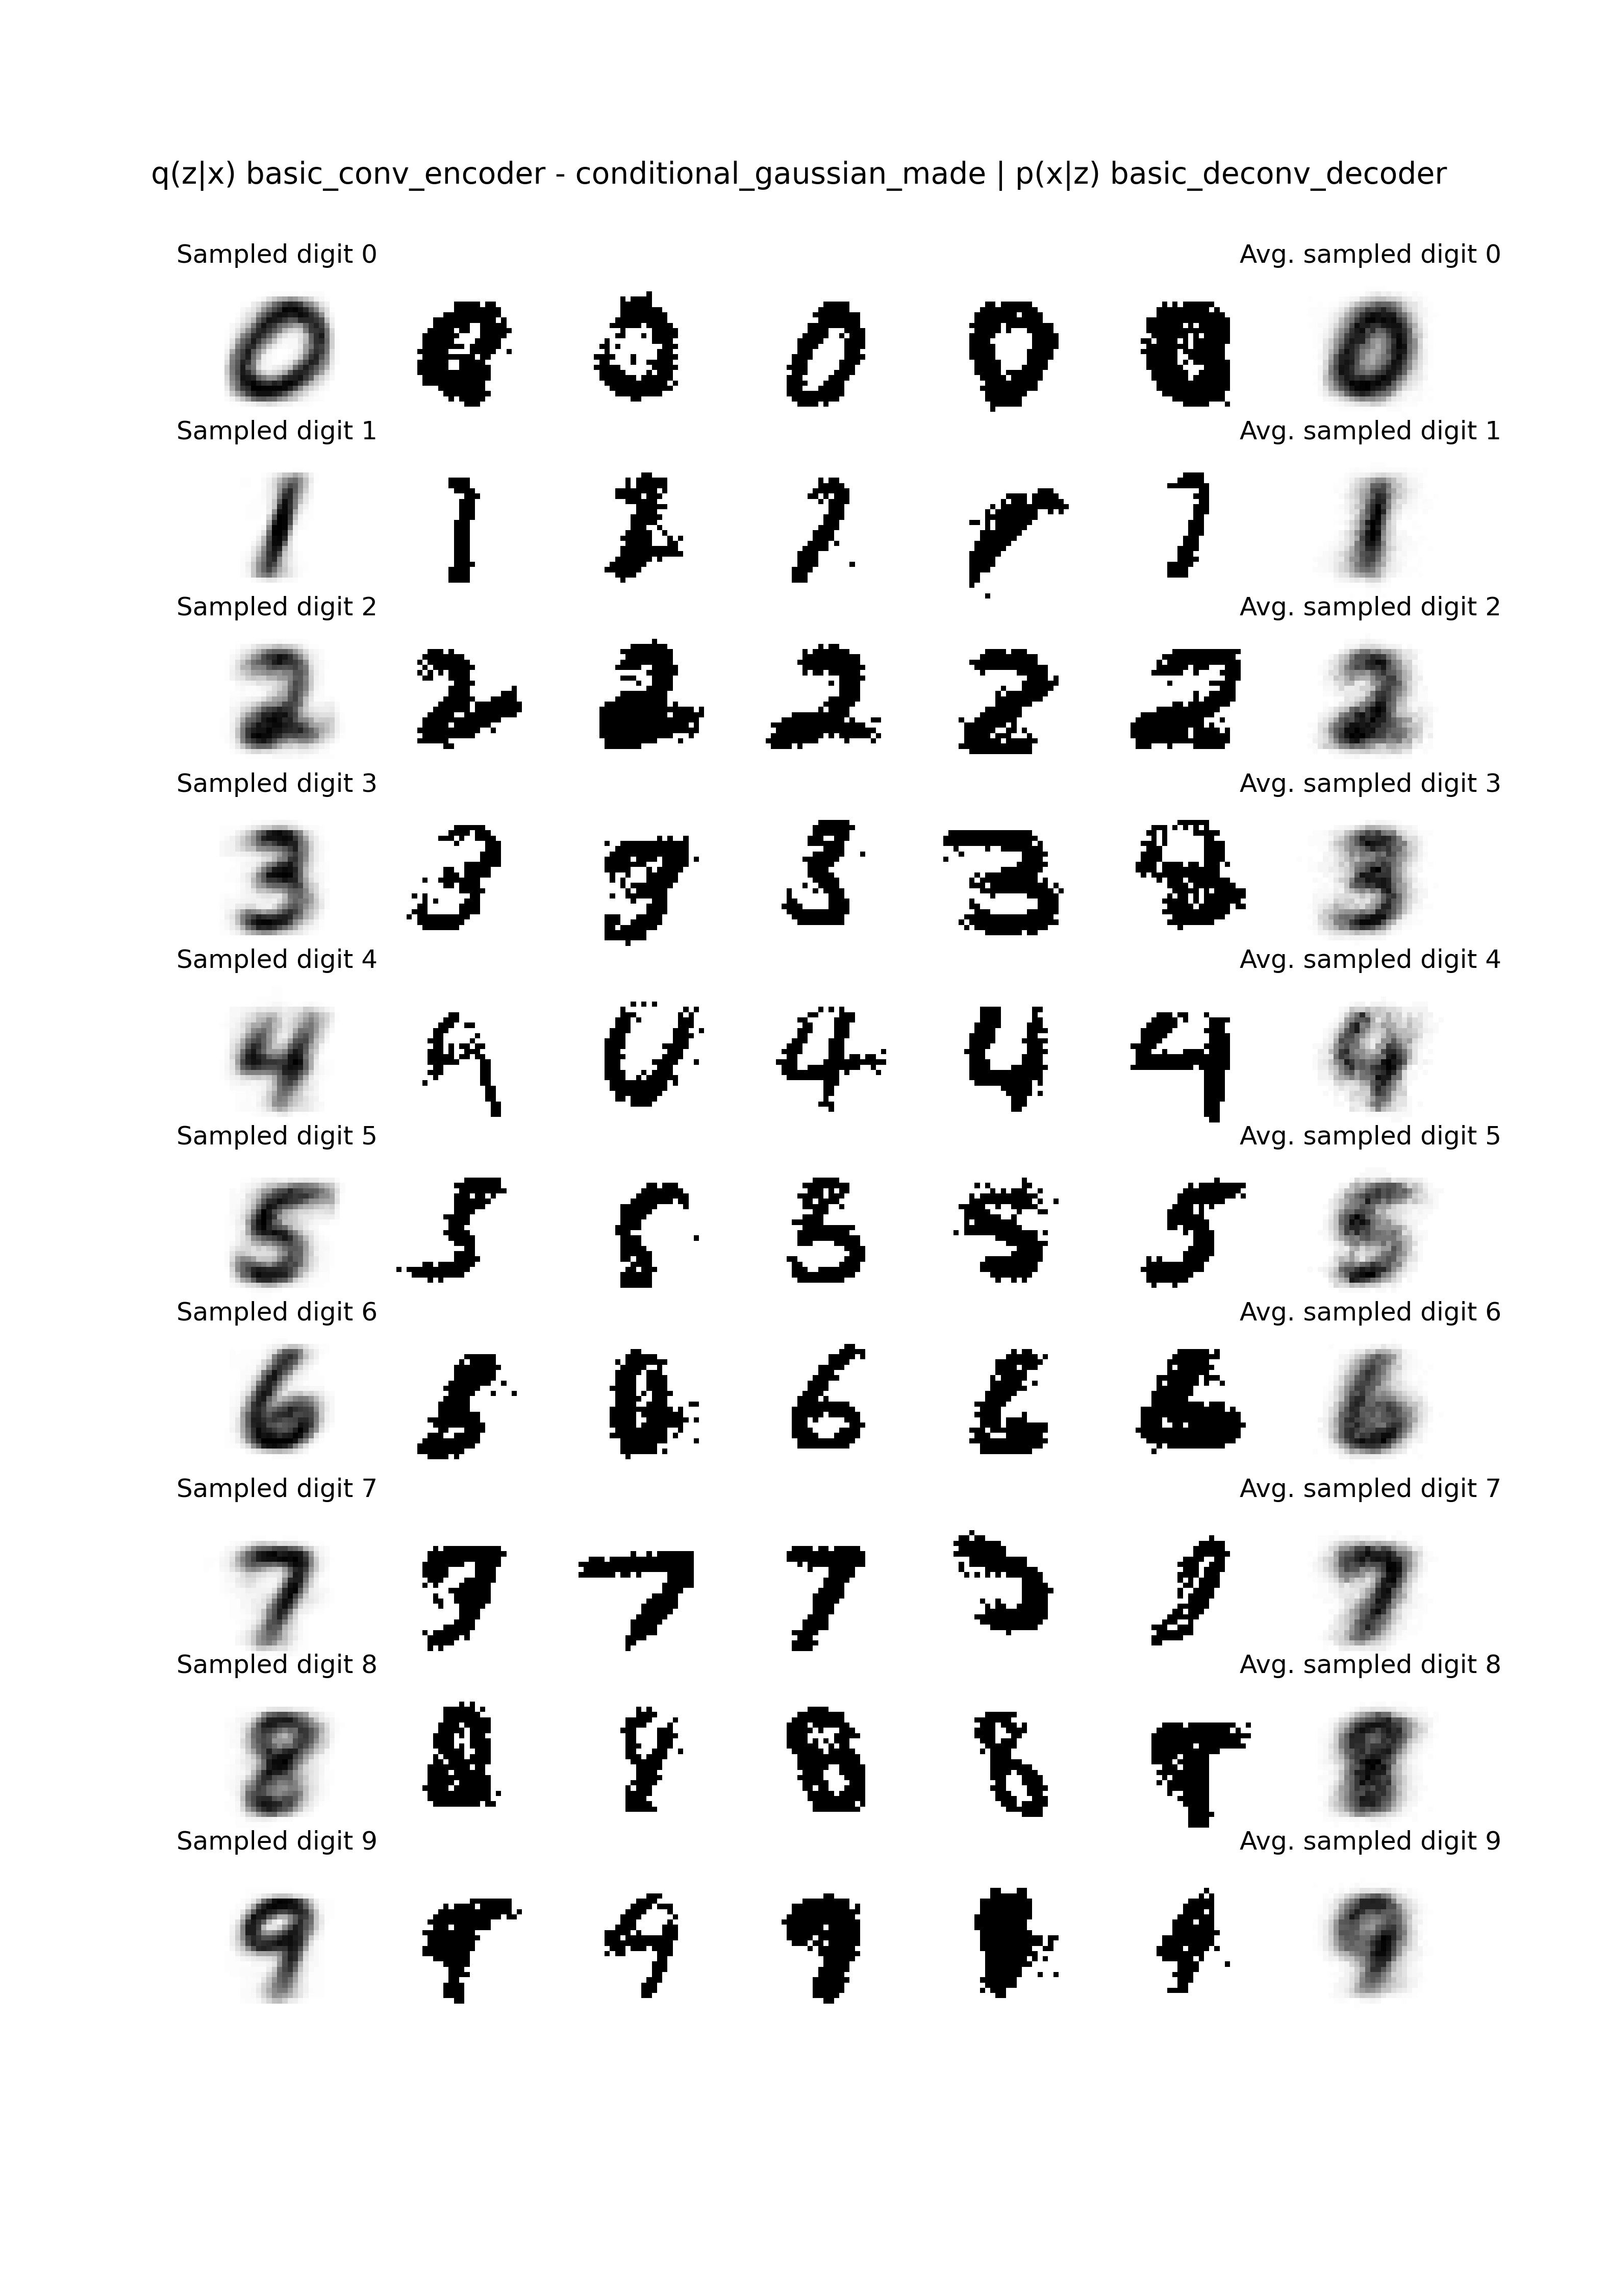 q(z|x) basic_conv_encoder - conditional_gaussian_made | p(x|z) basic_deconv_decoder
Sampled digit 0 Avg. sampled digit 0
Sampled digit 1 Avg. sampled digit 1
Sampled digit 2 Avg. sampled digit 2
Sampled digit 3 Avg. sampled digit 3
Sampled digit 4 Avg. sampled digit 4
Sampled digit 5 Avg. sampled digit 5
Sampled digit 6 Avg. sampled digit 6
Sampled digit 7 Avg. sampled digit 7
Sampled digit 8 Avg. sampled digit 8
Sampled digit 9 Avg. sampled digit 9